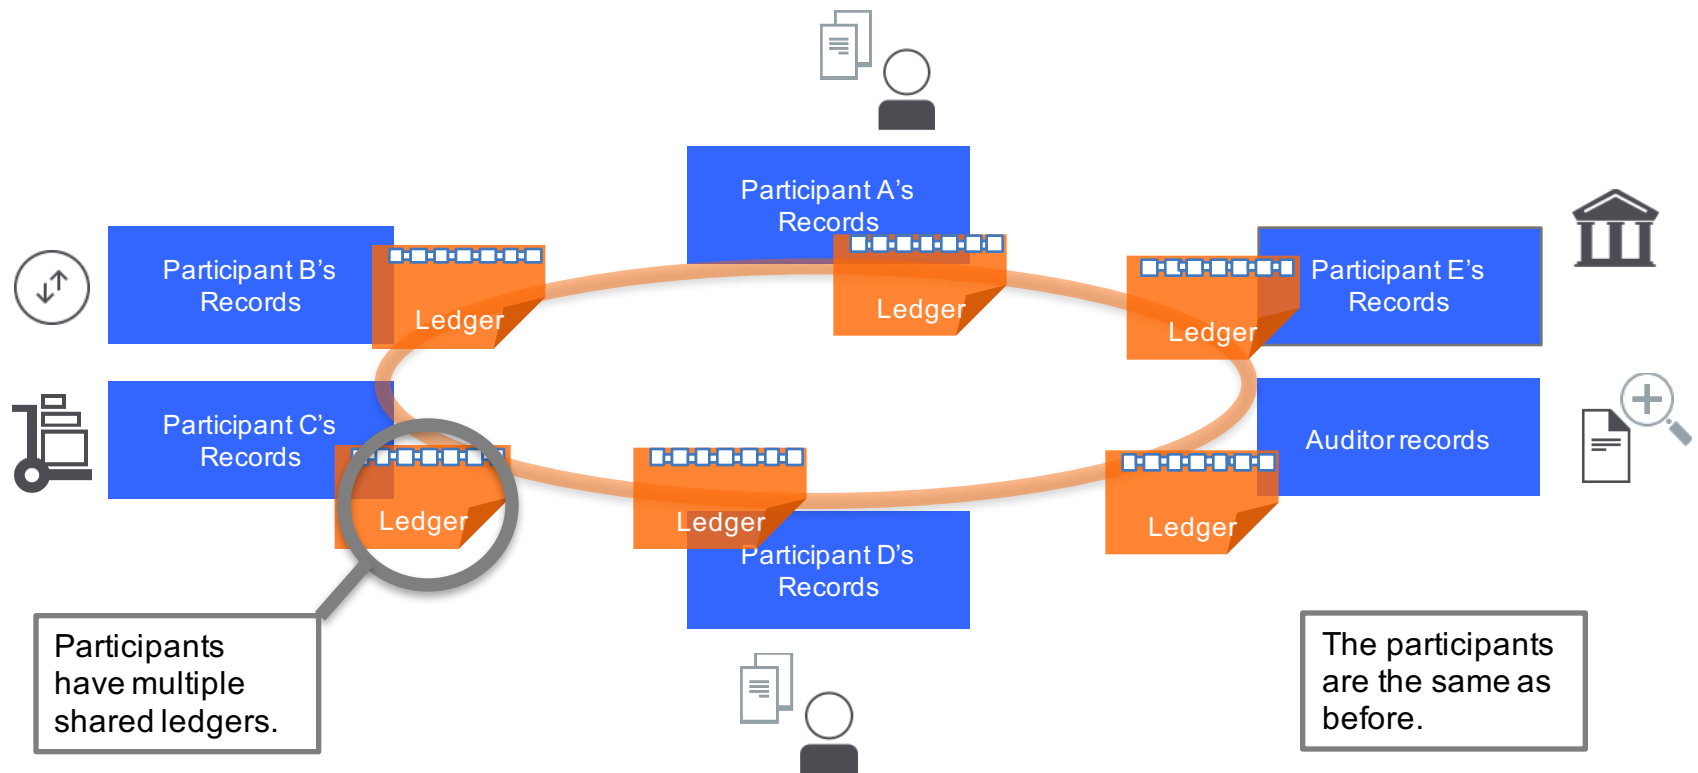 Participant A’s
Records
Ledger
Participant B’s
Records
Ledger
Participant E’s
Records
Ledger
Participant C’s
Records
Ledger
Ledger
Participant D’s
Records
Auditor records
Ledger
Participants
have multiple
shared ledgers.
The participants
are the same as
before.